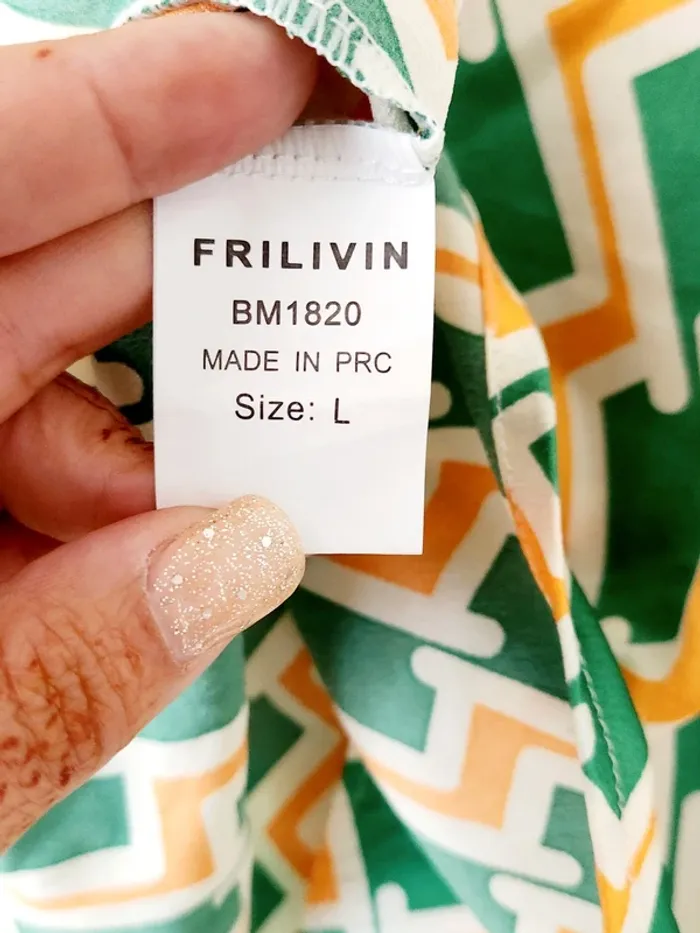 FRILIVIN
BM1820
MADE IN PRC
Size: L